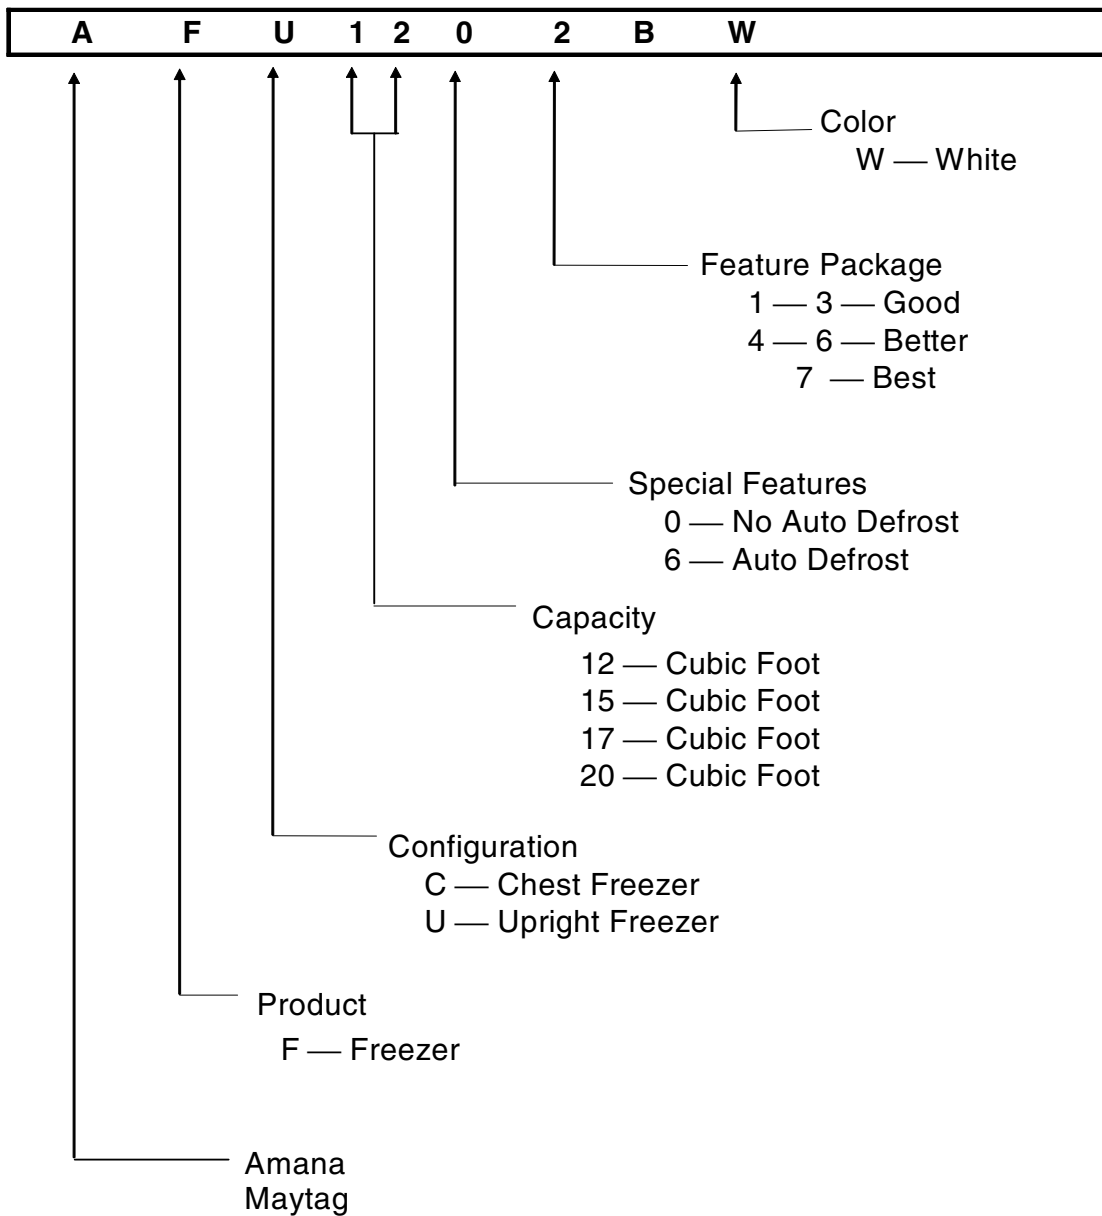 A F U 1 2 0 2 B W
Color
W — White
Feature Package
1 — 3 — Good
4 — 6 — Better
7 — Best
Special Features
0 — No Auto Defrost
6 — Auto Defrost
Capacity
12 — Cubic Foot
15 — Cubic Foot
17 — Cubic Foot
20 — Cubic Foot
Configuration
C — Chest Freezer
U — Upright Freezer
Product
F — Freezer
Amana
Maytag